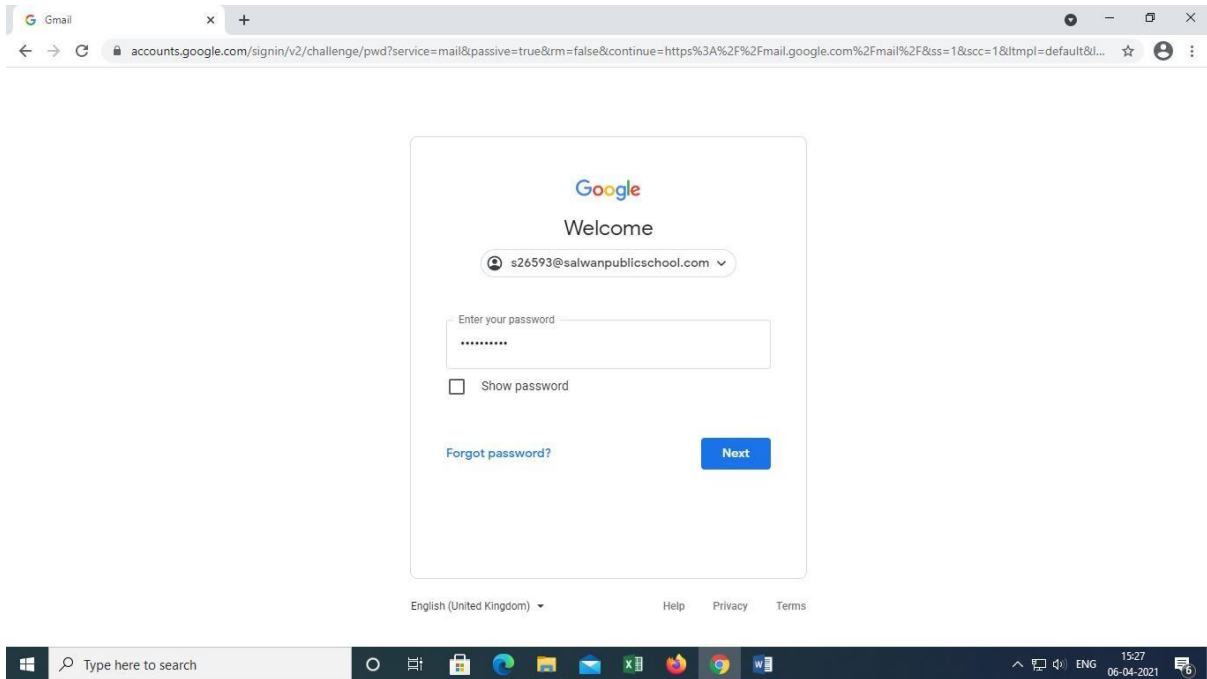 Gmail
accounts.google.com/signin/v2/challenge/pwd?service=mail&passive=true&rm=false&continue=https%3A%2F%2Fmail.google.com%2Fmail%2F&ss=1&scc=1&ltmpl=default&l...
Google
Welcome
s26593@salwanpublicschool.com
Enter your password
••••••••••
Show password
Forgot password?
Next
English (United Kingdom)
Help Privacy Terms
Type here to search
ENG
15:27
06-04-2021
6